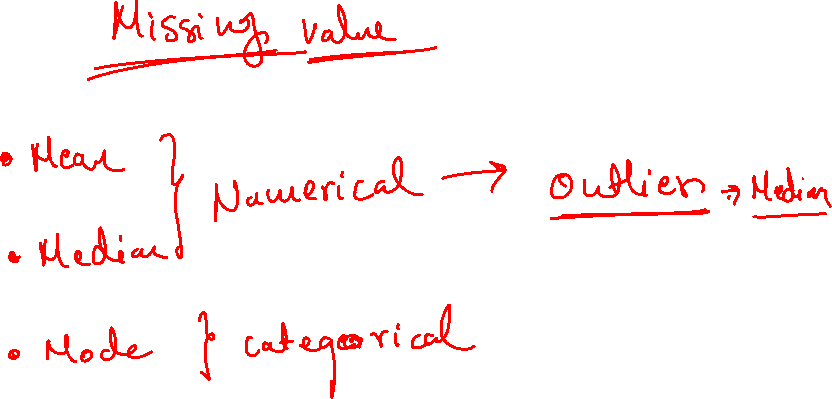 Missing value
• Mean } Numerical → Outlier → Median
• Median
• Mode } categorical